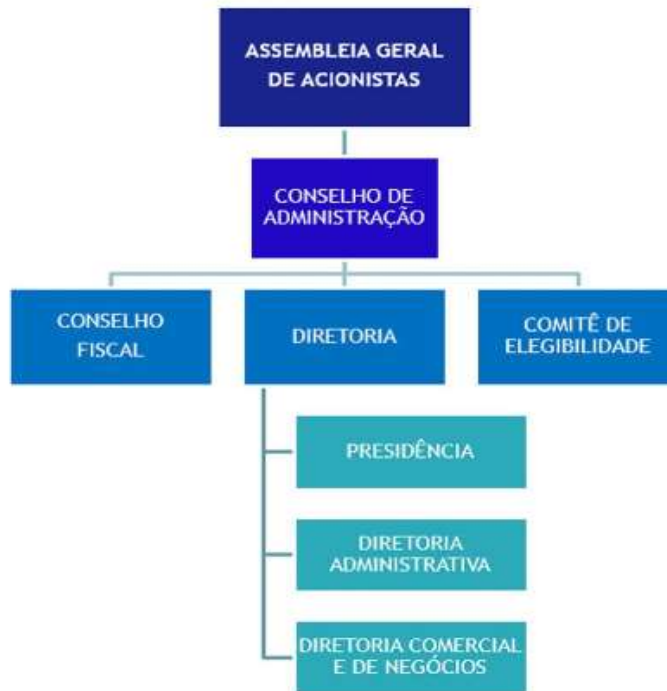 ASSEMBLEIA GERAL
DE ACIONISTAS
CONSELHO DE
ADMINISTRAÇÃO
CONSELHO
FISCAL
DIRETORIA
COMITÊ DE
ELEGIBILIDADE
PRESIDÊNCIA
DIRETORIA
ADMINISTRATIVA
DIRETORIA COMERCIAL
E DE NEGÓCIOS